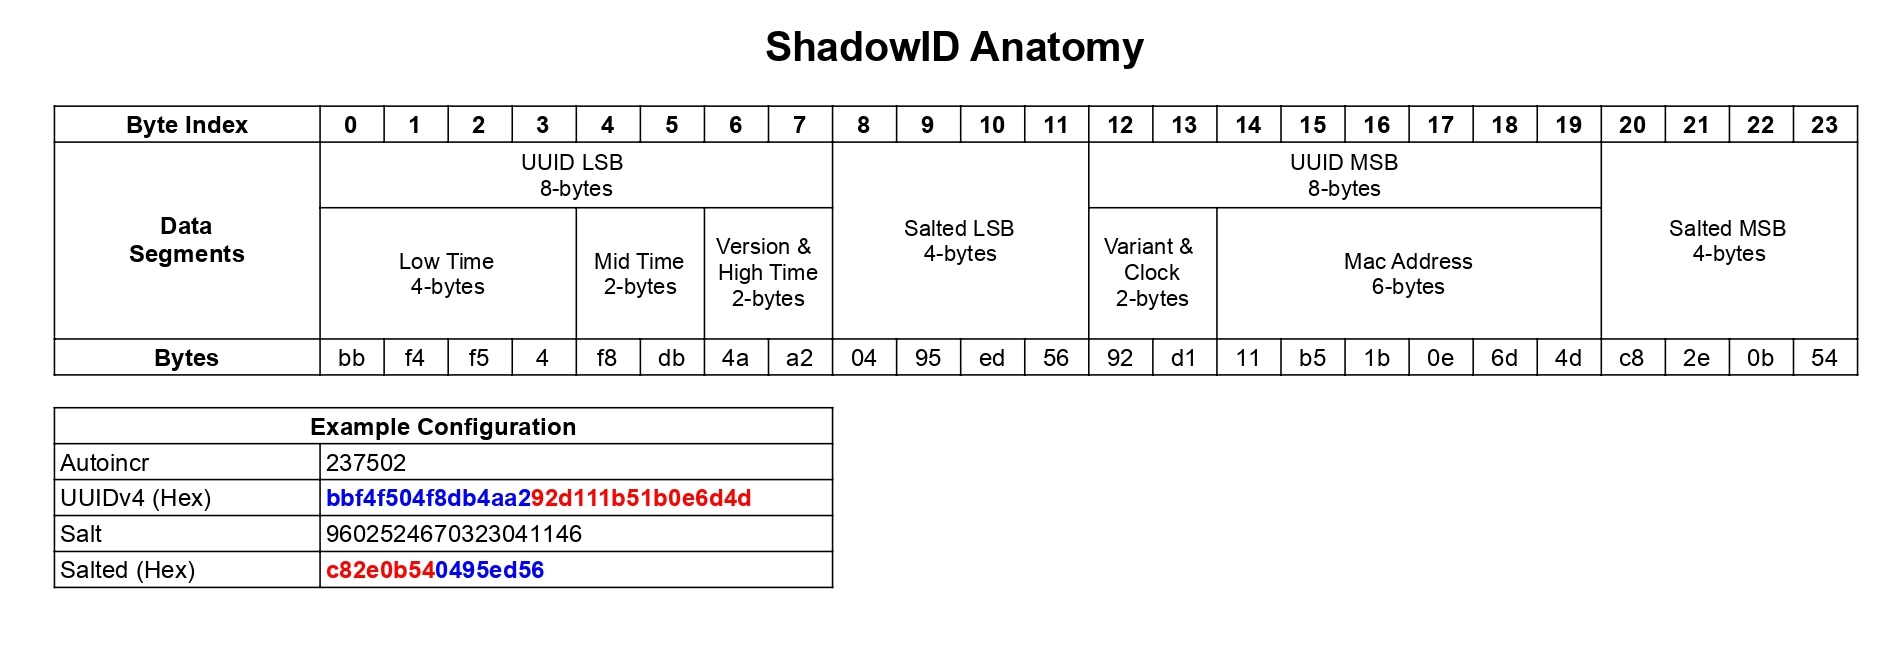 ShadowID Anatomy
Byte Index 0 1 2 3 4 5 6 7 8 9 10 11 12 13 14 15 16 17 18 19 20 21 22 23
Data
Segments
UUID LSB
8-bytes
Low Time
4-bytes
Mid Time
2-bytes
Version &
High Time
2-bytes
Salted LSB
4-bytes
UUID MSB
8-bytes
Variant &
Clock
2-bytes
Mac Address
6-bytes
Salted MSB
4-bytes
Bytes bb f4 f5 4 f8 db 4a a2 04 95 ed 56 92 d1 11 b5 1b 0e 6d 4d c8 2e 0b 54
Example Configuration
Autoincr 237502
UUIDv4 (Hex) bbf4f504f8db4aa292d111b51b0e6d4d
Salt 9602524670323041146
Salted (Hex) c82e0b540495ed56